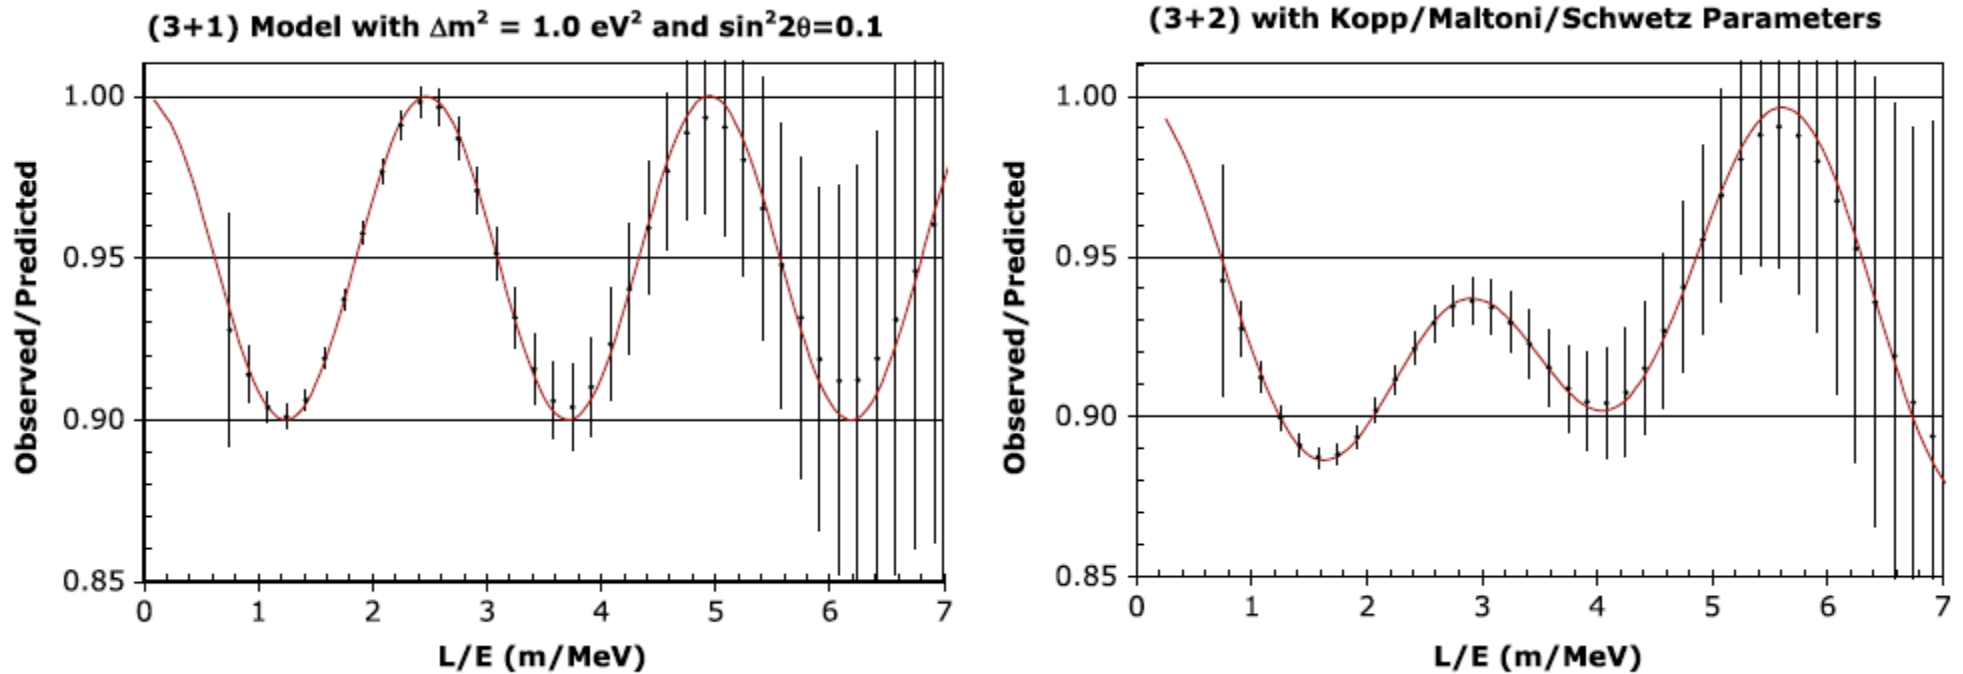 (3+1) Model with Δm² = 1.0 eV² and sin²2θ=0.1
Observed/Predicted
1.00
0.95
0.90
0.85
0 1 2 3 4 5 6 7
L/E (m/MeV)
(3+2) with Kopp/Maltoni/Schwetz Parameters
Observed/Predicted
1.00
0.95
0.90
0.85
0 1 2 3 4 5 6 7
L/E (m/MeV)